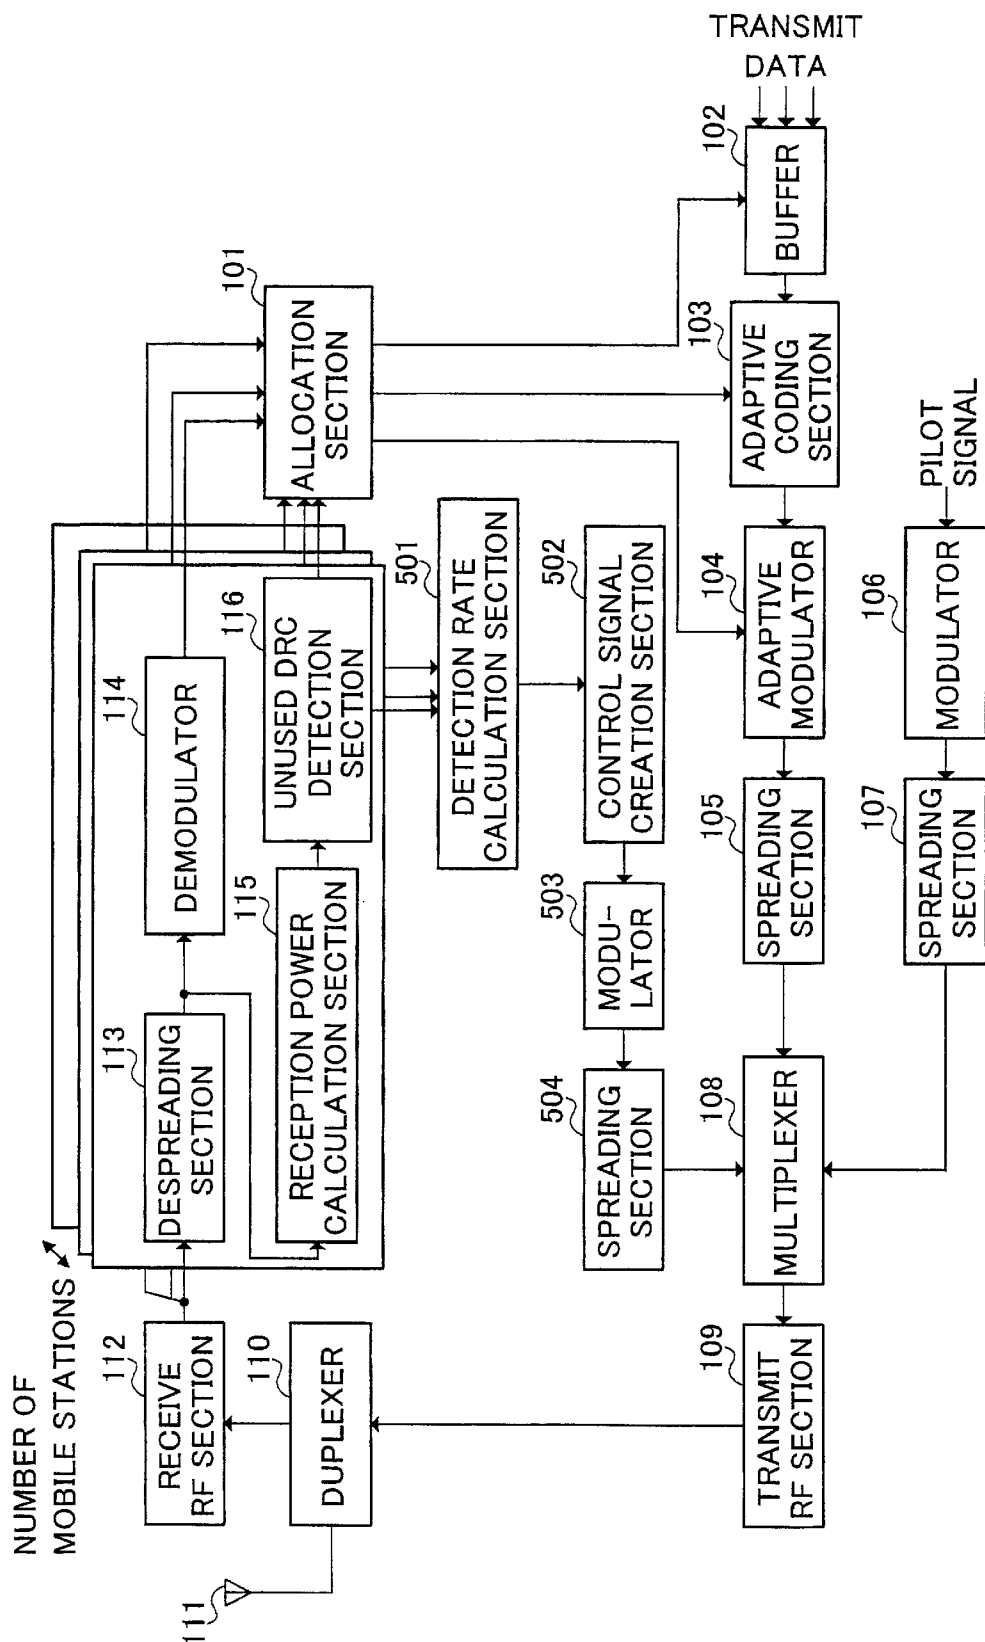 NUMBER OF
MOBILE STATIONS
111
112
RECEIVE
RF SECTION
110
DUPLEXER
109
TRANSMIT
RF SECTION
113
DESPREADING
SECTION
114
DEMODULATOR
115
RECEPTION POWER
CALCULATION SECTION
116
UNUSED DRC
DETECTION
SECTION
101
ALLOCATION
SECTION
501
DETECTION RATE
CALCULATION SECTION
502
CONTROL SIGNAL
CREATION SECTION
503
MODU-
LATOR
504
SPREADING
SECTION
108
MULTIPLEXER
105
SPREADING
SECTION
104
ADAPTIVE
MODULATOR
103
ADAPTIVE
CODING
SECTION
102
BUFFER
TRANSMIT
DATA
107
SPREADING
SECTION
106
MODULATOR
PILOT
SIGNAL